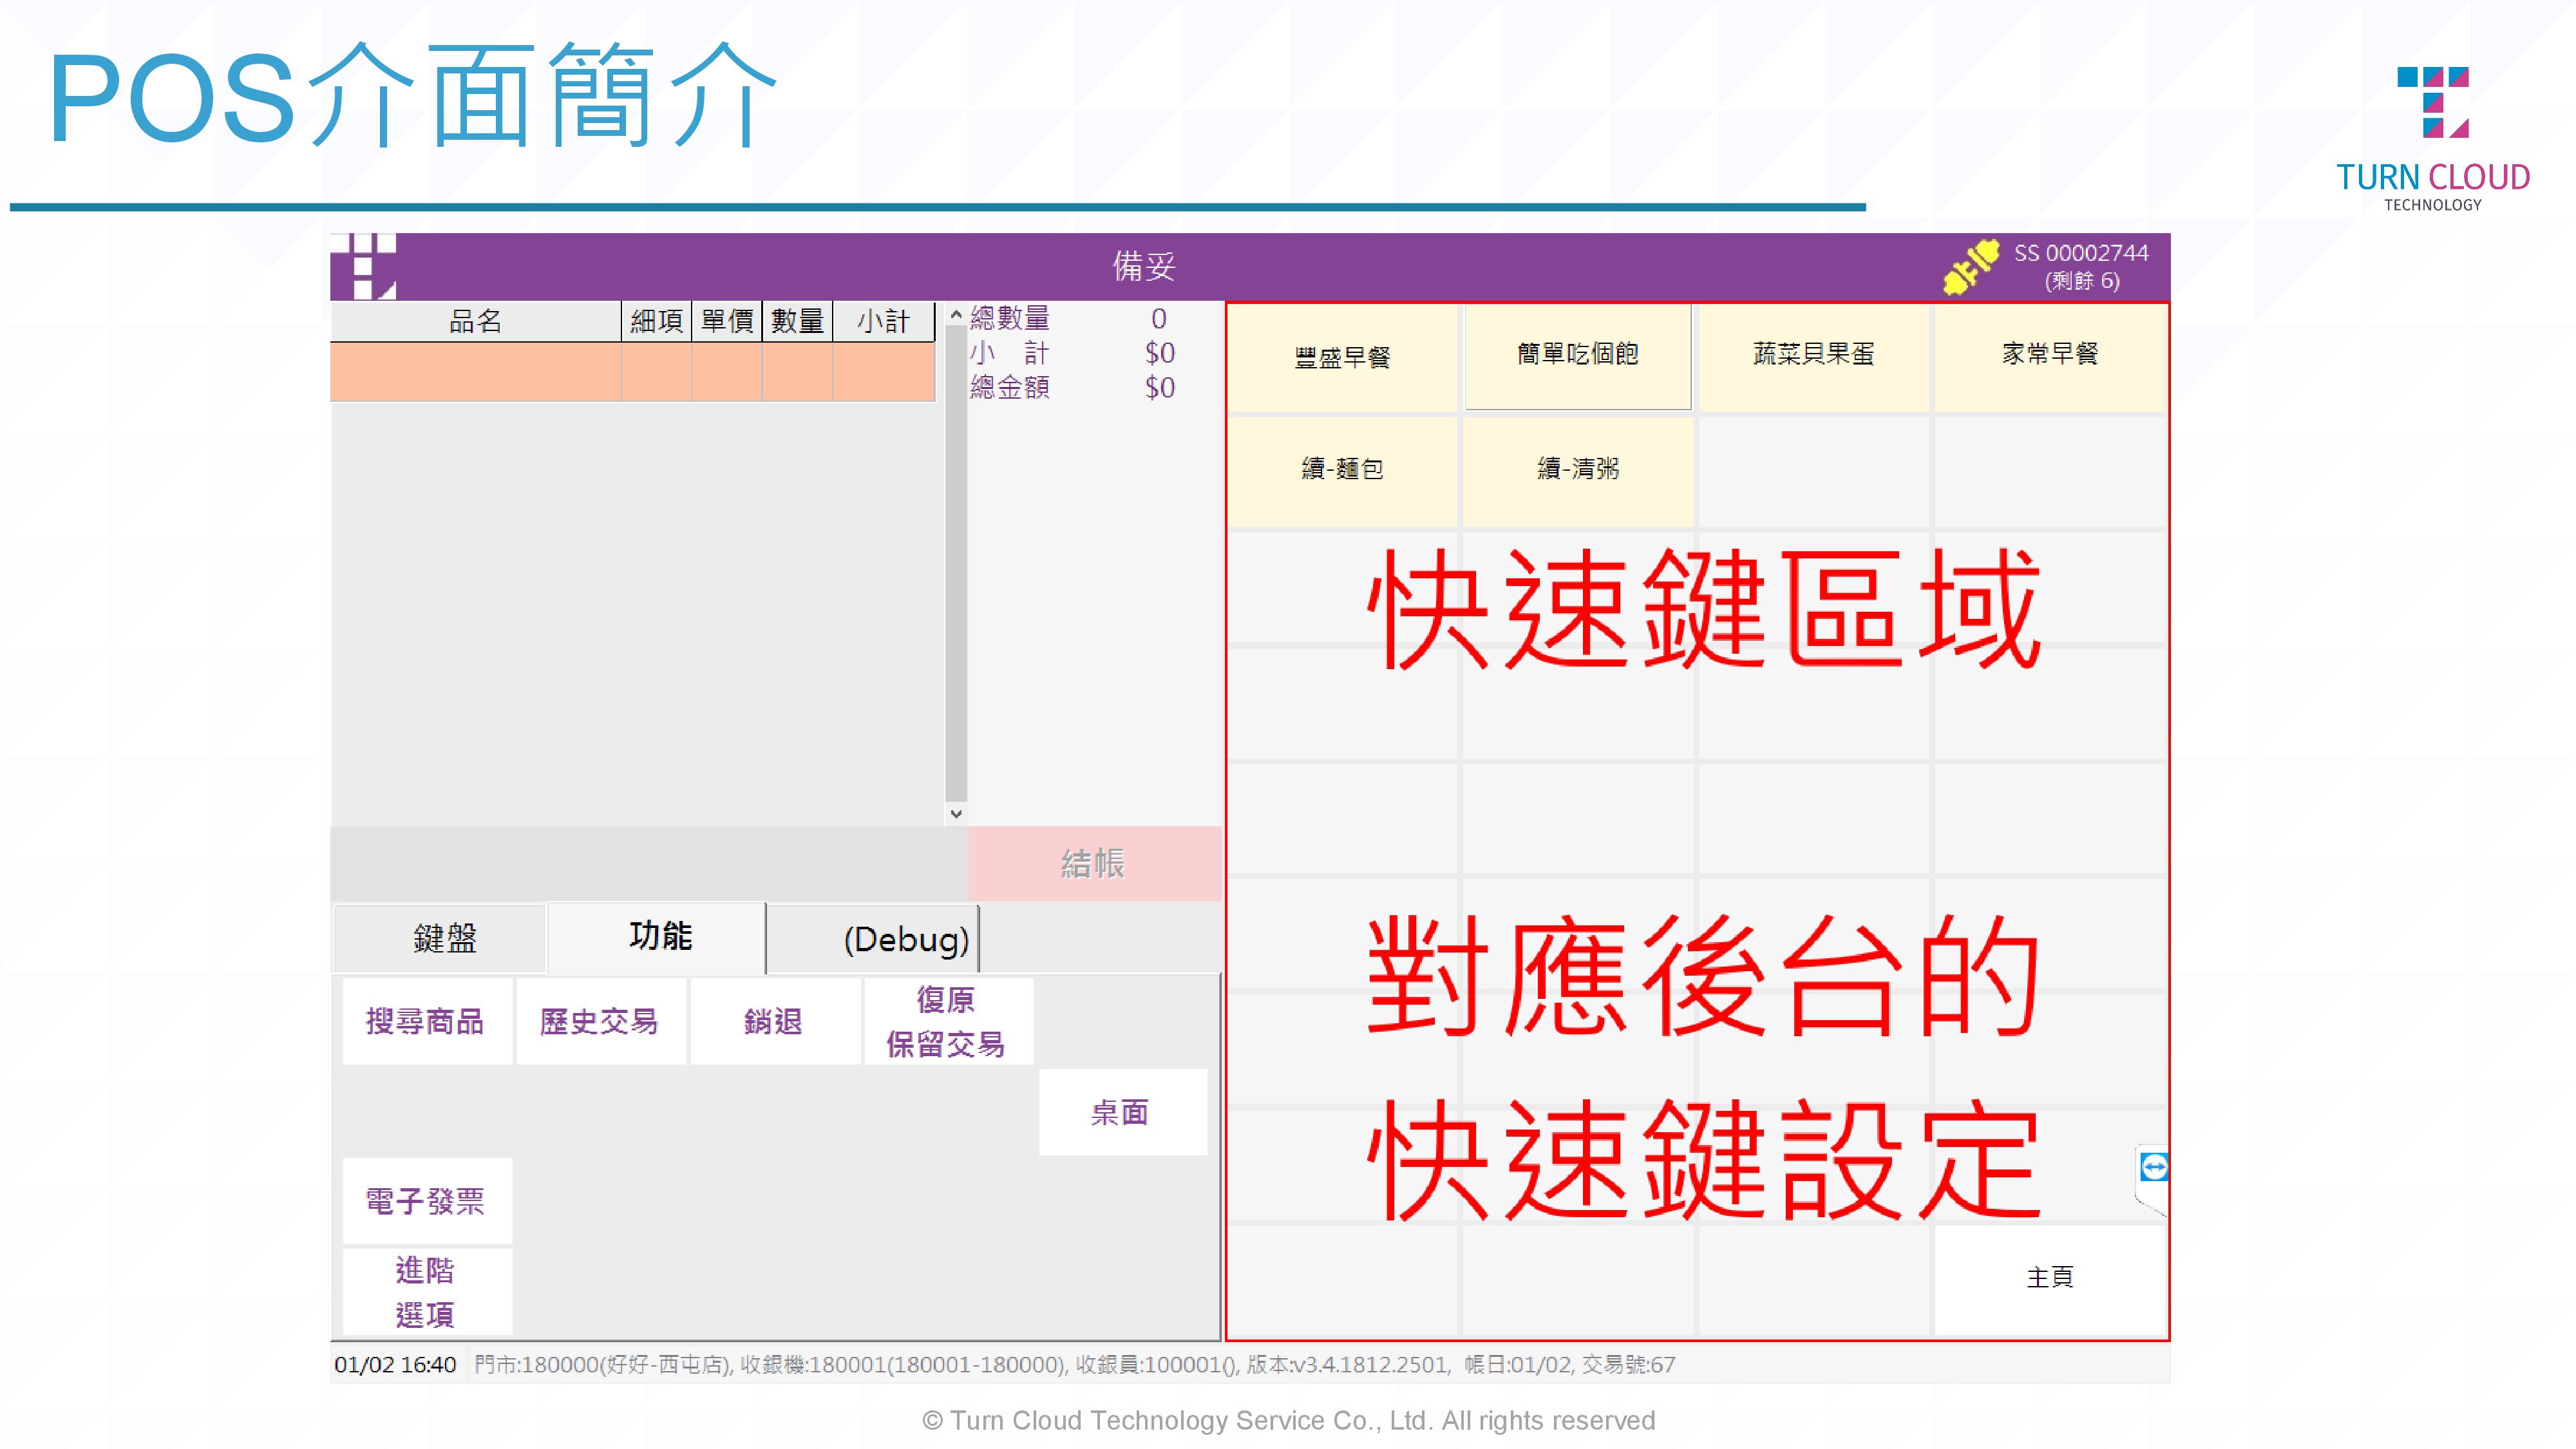 POS介面簡介
TURN CLOUD
TECHNOLOGY
備妥
SS 00002744
(剩餘 6)
品名 細項 單價 數量 小計
總數量 0
小 計 $0
總金額 $0
結帳
鍵盤 功能 (Debug)
搜尋商品 歷史交易 銷退 復原
保留交易
桌面
電子發票
進階
選項
豐盛早餐 簡單吃個飽 蔬菜貝果蛋 家常早餐
續-麵包 續-清粥
快速鍵區域
對應後台的
快速鍵設定
主頁
01/02 16:40 門市:180000(好好-西屯店), 收銀機:180001(180001-180000), 收銀員:100001(), 版本:v3.4.1812.2501, 帳日:01/02, 交易號:67
© Turn Cloud Technology Service Co., Ltd. All rights reserved